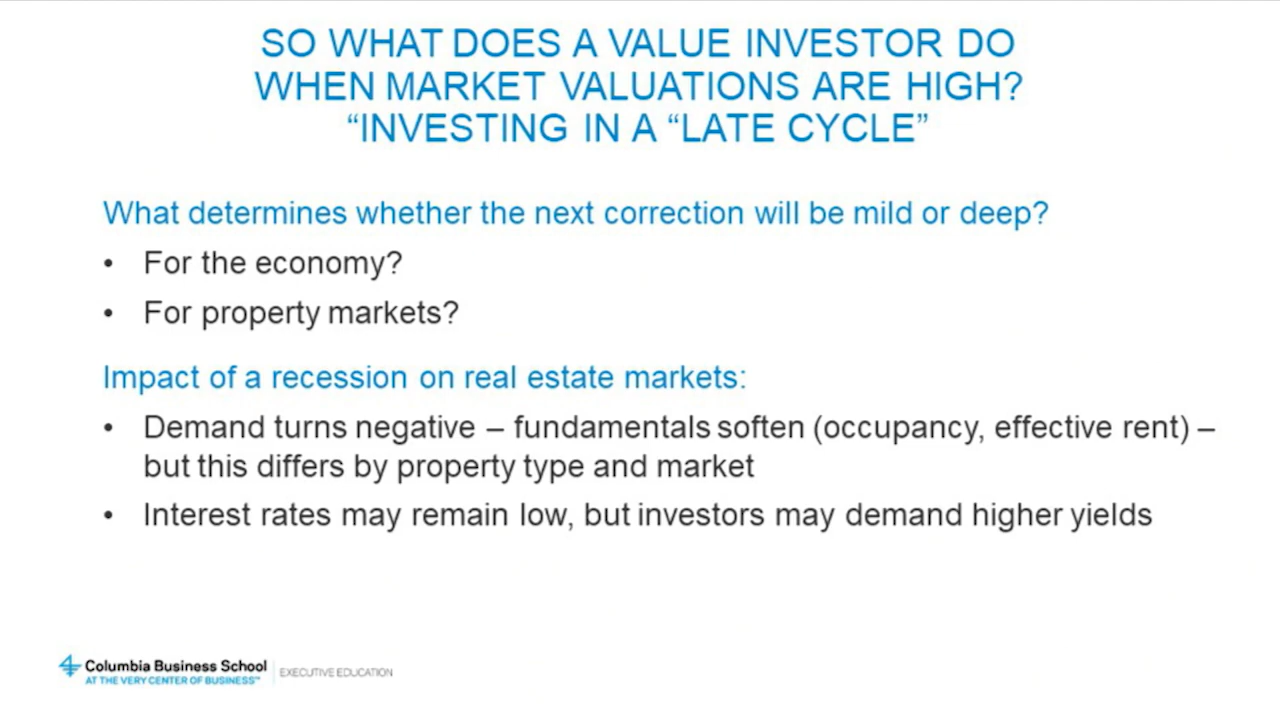 SO WHAT DOES A VALUE INVESTOR DO
WHEN MARKET VALUATIONS ARE HIGH?
“INVESTING IN A “LATE CYCLE”
What determines whether the next correction will be mild or deep?
• For the economy?
• For property markets?
Impact of a recession on real estate markets:
• Demand turns negative – fundamentals soften (occupancy, effective rent) –
but this differs by property type and market
• Interest rates may remain low, but investors may demand higher yields
Columbia Business School
AT THE VERY CENTER OF BUSINESS™
EXECUTIVE EDUCATION